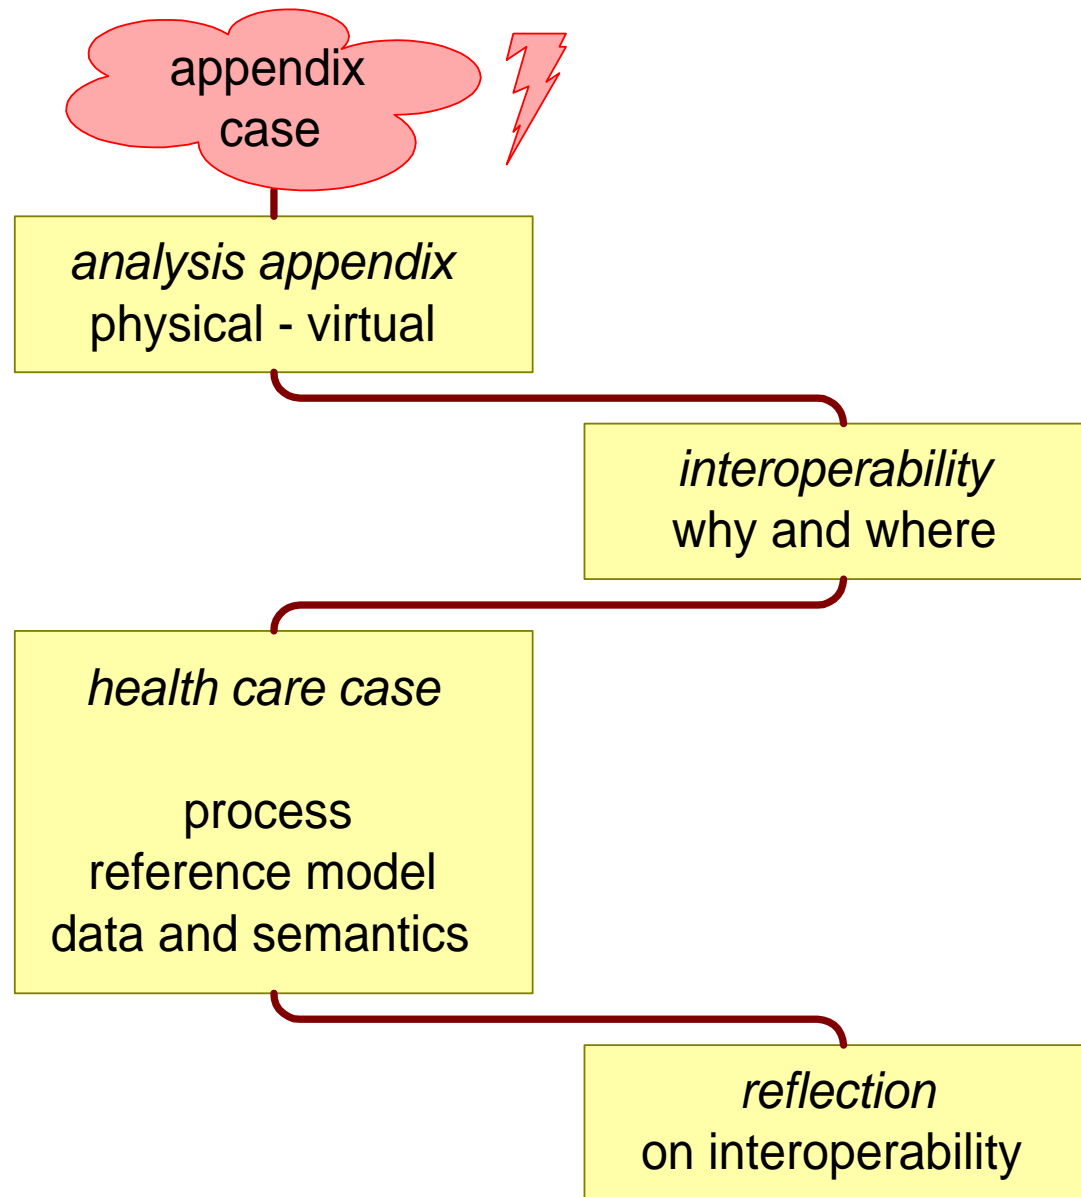 appendix
case
analysis appendix
physical - virtual
interoperability
why and where
health care case
process
reference model
data and semantics
reflection
on interoperability